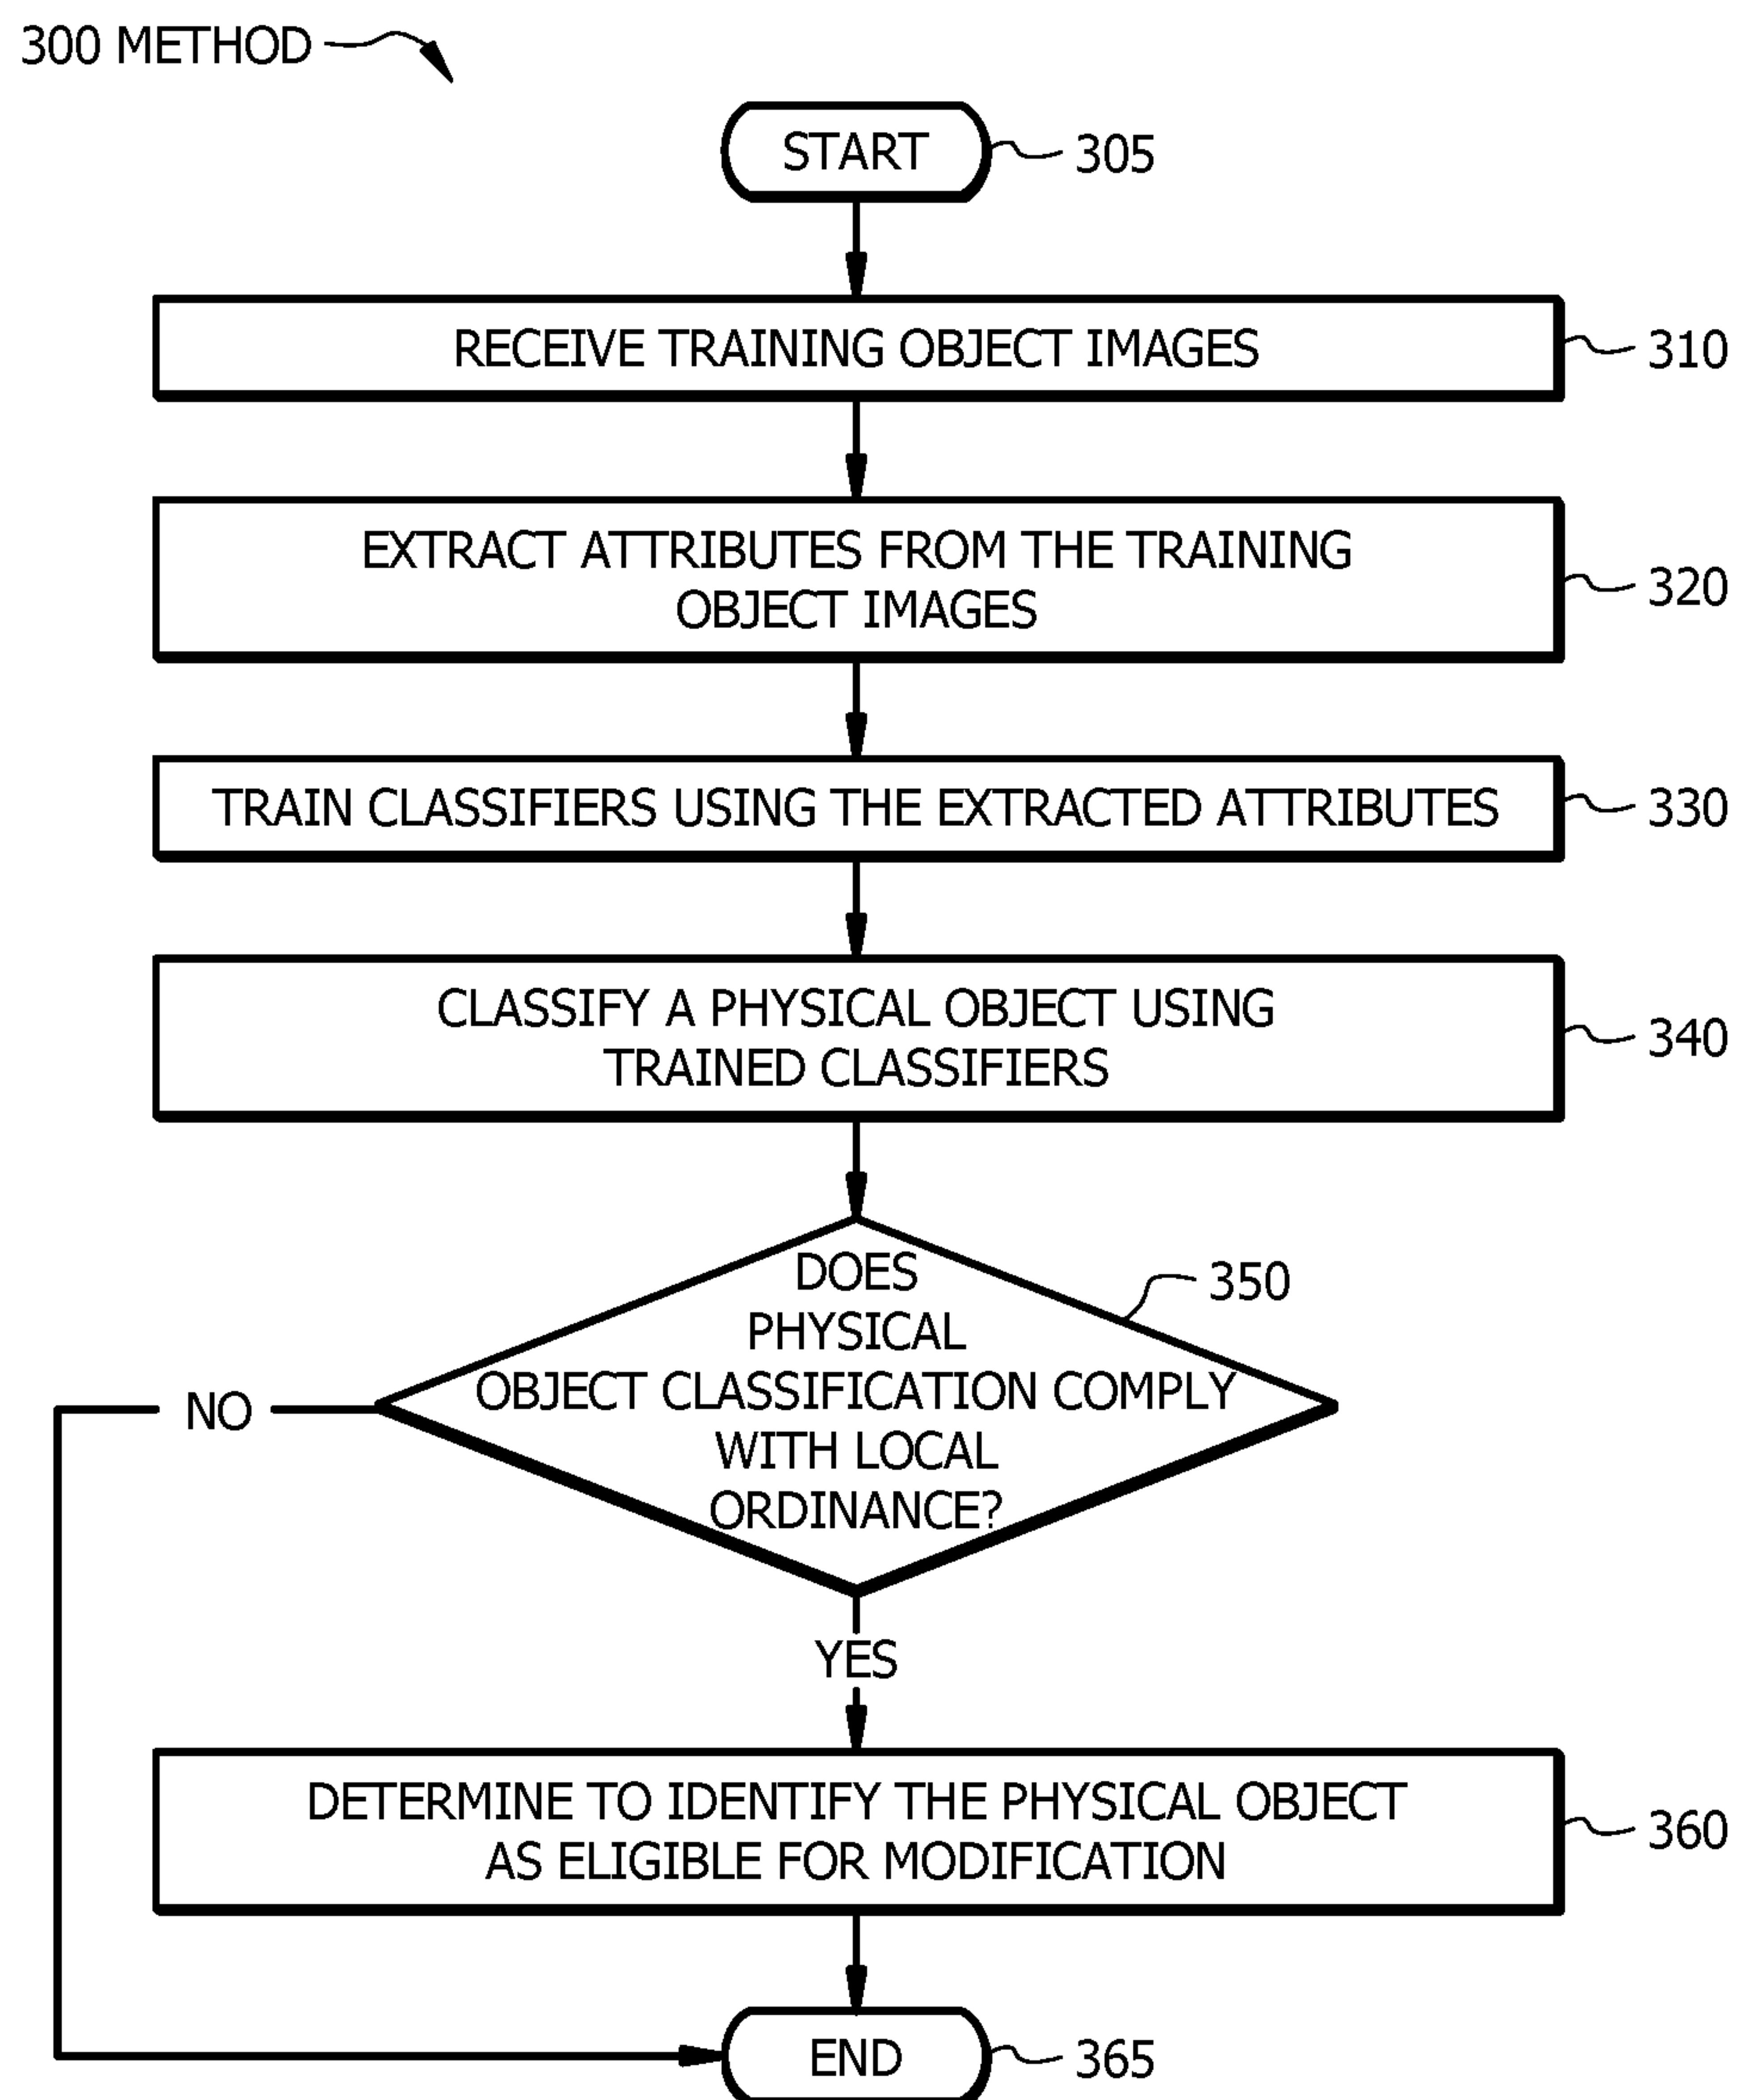 300 METHOD
START
305
RECEIVE TRAINING OBJECT IMAGES
310
EXTRACT ATTRIBUTES FROM THE TRAINING
OBJECT IMAGES
320
TRAIN CLASSIFIERS USING THE EXTRACTED ATTRIBUTES
330
CLASSIFY A PHYSICAL OBJECT USING
TRAINED CLASSIFIERS
340
DOES
PHYSICAL
OBJECT CLASSIFICATION COMPLY
WITH LOCAL
ORDINANCE?
350
NO
YES
DETERMINE TO IDENTIFY THE PHYSICAL OBJECT
AS ELIGIBLE FOR MODIFICATION
360
END
365